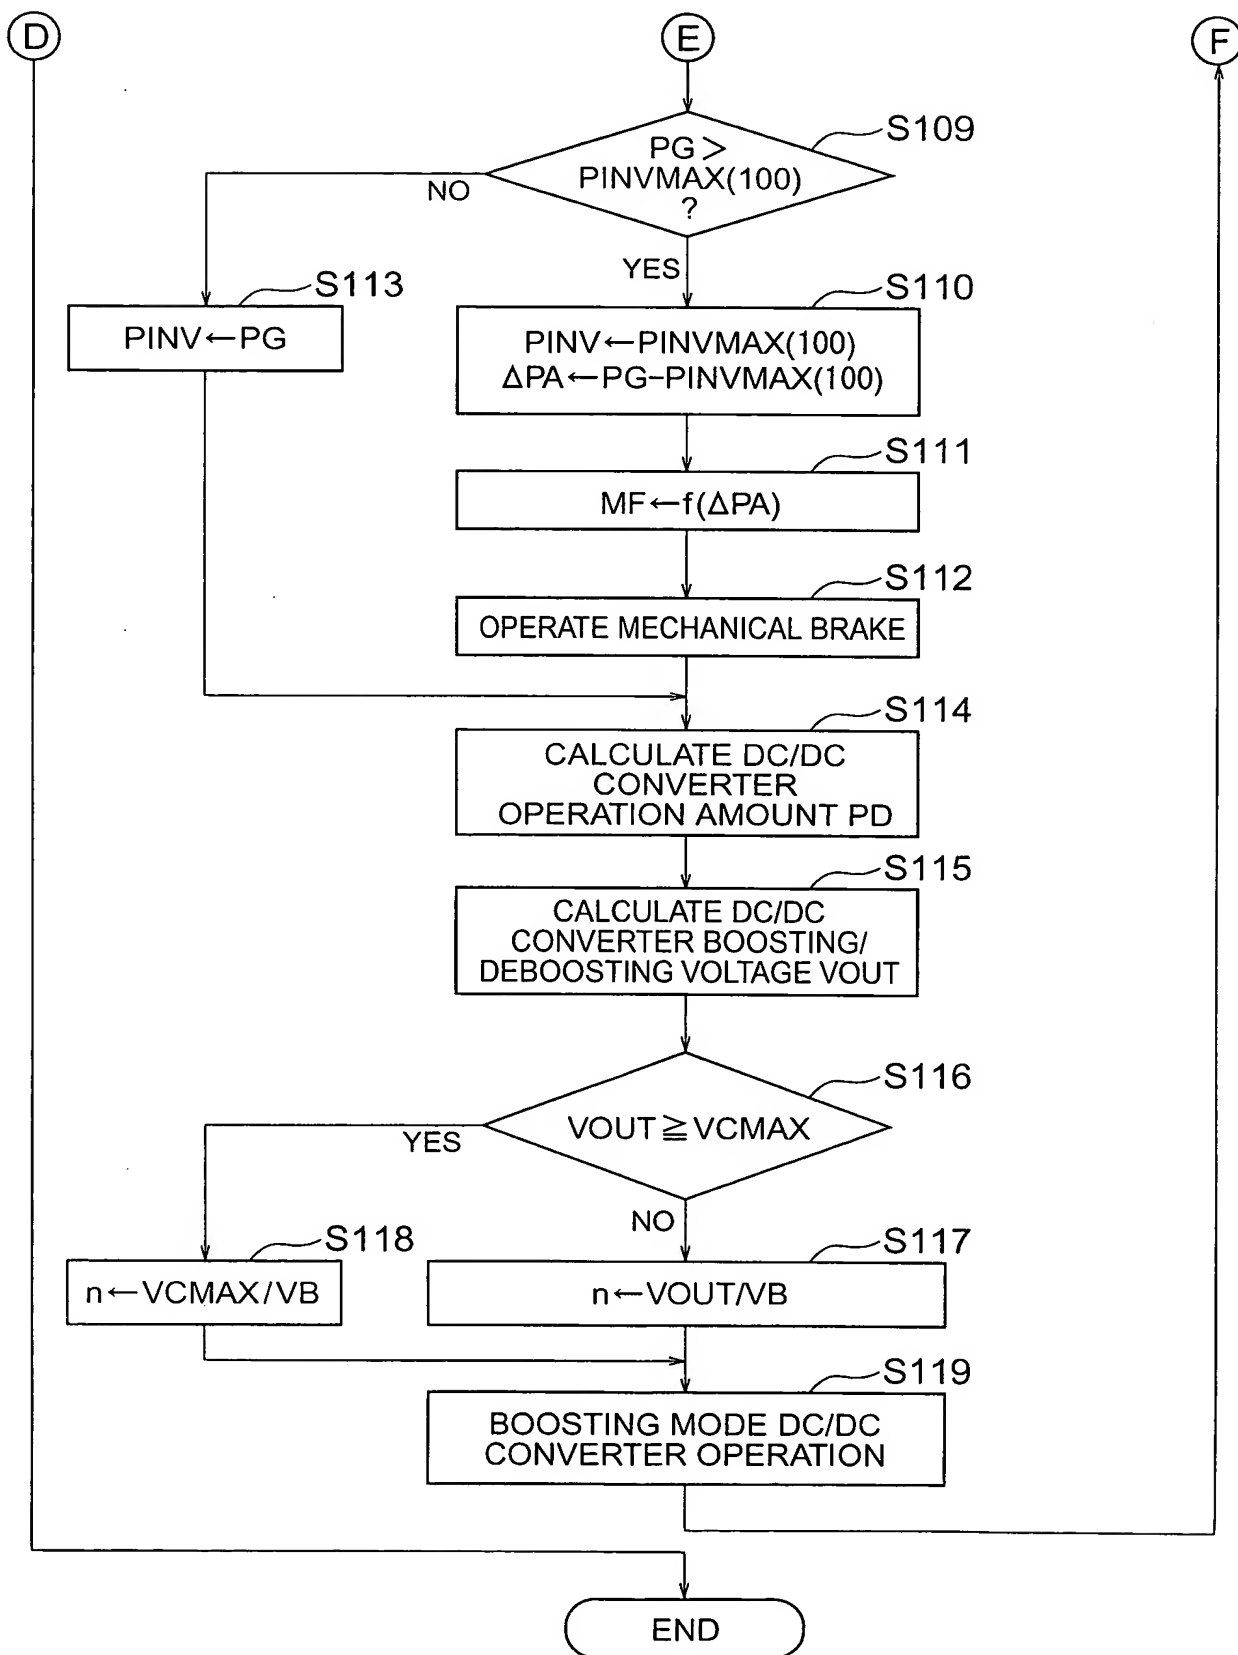 D
E
F
S109
PG >
PINVMAX(100)
?
NO
YES
S113
PINV←PG
S110
PINV←PINVMAX(100)
ΔPA←PG-PINVMAX(100)
S111
MF←f(ΔPA)
S112
OPERATE MECHANICAL BRAKE
S114
CALCULATE DC/DC
CONVERTER
OPERATION AMOUNT PD
S115
CALCULATE DC/DC
CONVERTER BOOSTING/
DEBOOSTING VOLTAGE VOUT
S116
VOUT ≧ VCMAX
YES
NO
S118
n←VCMAX/VB
S117
n←VOUT/VB
S119
BOOSTING MODE DC/DC
CONVERTER OPERATION
END